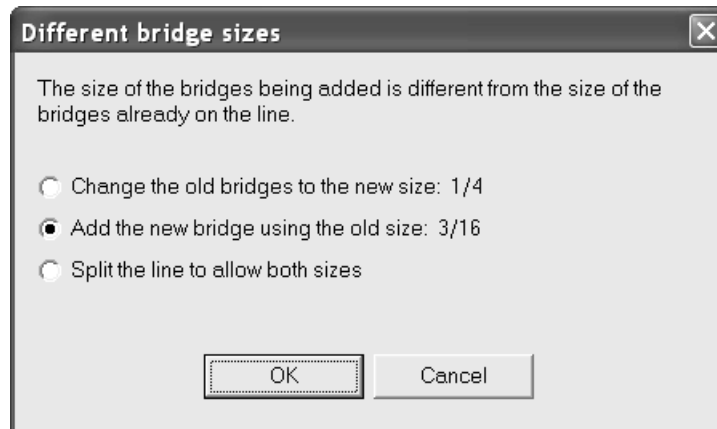 Different bridge sizes
The size of the bridges being added is different from the size of the
bridges already on the line.
Change the old bridges to the new size: 1/4
Add the new bridge using the old size: 3/16
Split the line to allow both sizes
OK Cancel